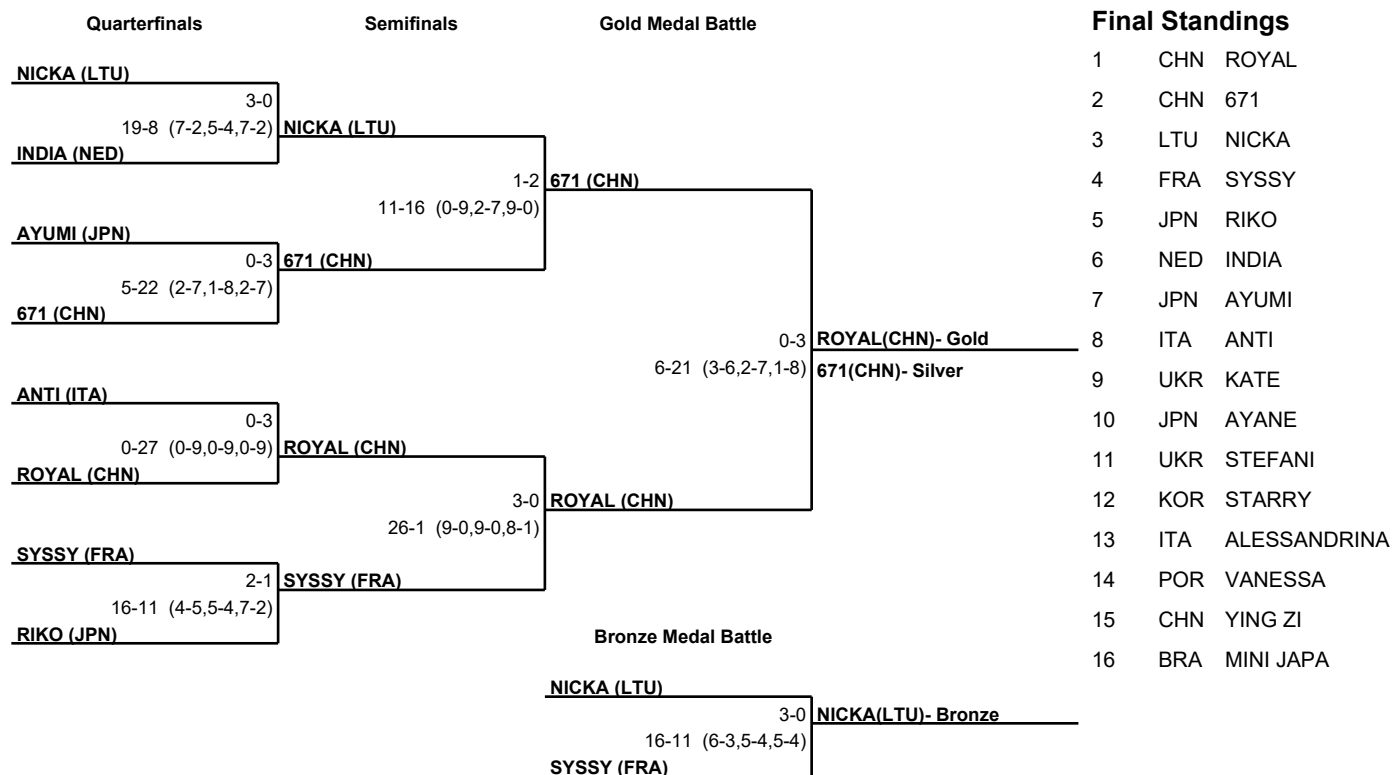 Quarterfinals
Semifinals
Gold Medal Battle
NICKA (LTU)
3-0
19-8 (7-2,5-4,7-2)
NICKA (LTU)
INDIA (NED)
1-2
671 (CHN)
11-16 (0-9,2-7,9-0)
AYUMI (JPN)
0-3
671 (CHN)
5-22 (2-7,1-8,2-7)
671 (CHN)
0-3
ROYAL(CHN)- Gold
6-21 (3-6,2-7,1-8)
671(CHN)- Silver
ANTI (ITA)
0-3
0-27 (0-9,0-9,0-9)
ROYAL (CHN)
ROYAL (CHN)
3-0
ROYAL (CHN)
26-1 (9-0,9-0,8-1)
SYSSY (FRA)
2-1
SYSSY (FRA)
16-11 (4-5,5-4,7-2)
RIKO (JPN)
Bronze Medal Battle
NICKA (LTU)
3-0
NICKA(LTU)- Bronze
16-11 (6-3,5-4,5-4)
SYSSY (FRA)
Final Standings
1 CHN ROYAL
2 CHN 671
3 LTU NICKA
4 FRA SYSSY
5 JPN RIKO
6 NED INDIA
7 JPN AYUMI
8 ITA ANTI
9 UKR KATE
10 JPN AYANE
11 UKR STEFANI
12 KOR STARRY
13 ITA ALESSANDRINA
14 POR VANESSA
15 CHN YING ZI
16 BRA MINI JAPA